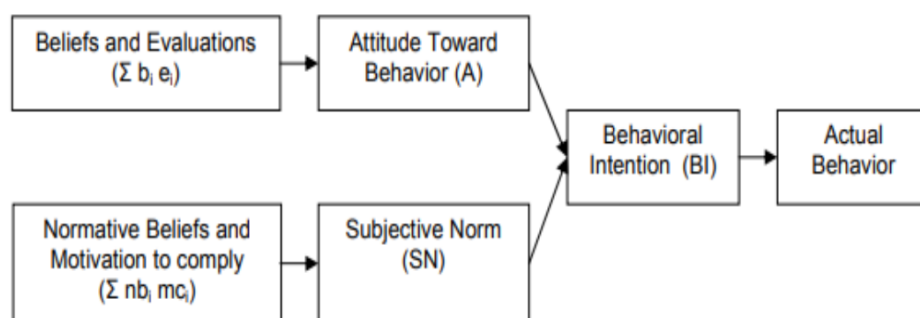 Beliefs and Evaluations
(Σ bᵢ eᵢ)
Attitude Toward
Behavior (A)
Behavioral
Intention (BI)
Actual
Behavior
Normative Beliefs and
Motivation to comply
(Σ nbᵢ mcᵢ)
Subjective Norm
(SN)